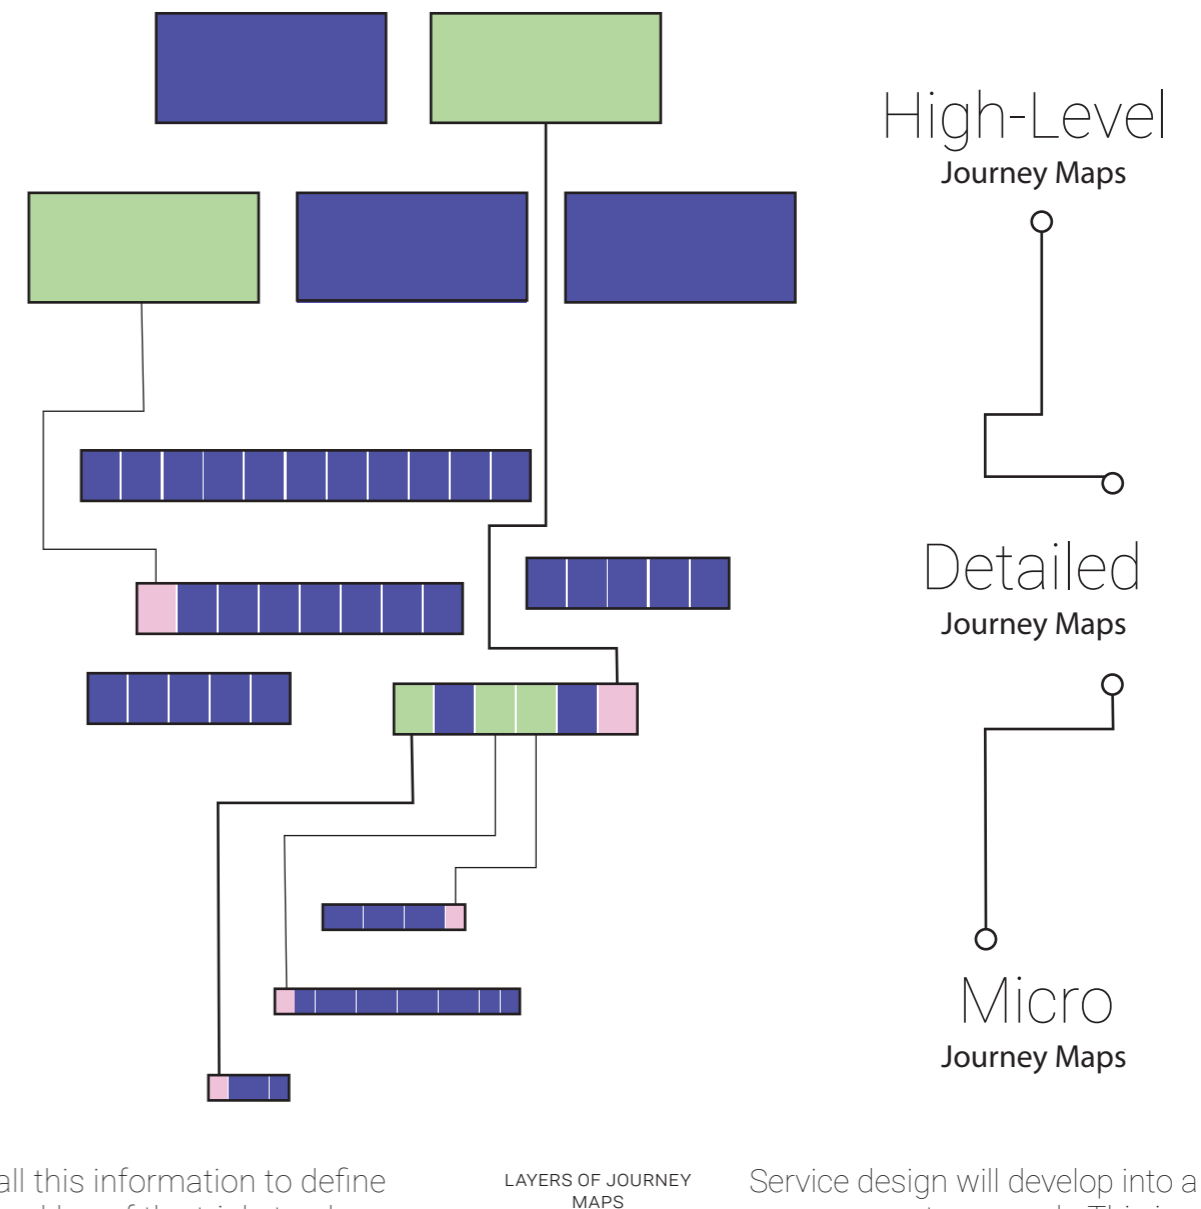 High-Level
Journey Maps
Detailed
Journey Maps
Micro
Journey Maps
all this information to define
LAYERS OF JOURNEY
MAPS
Service design will develop into a